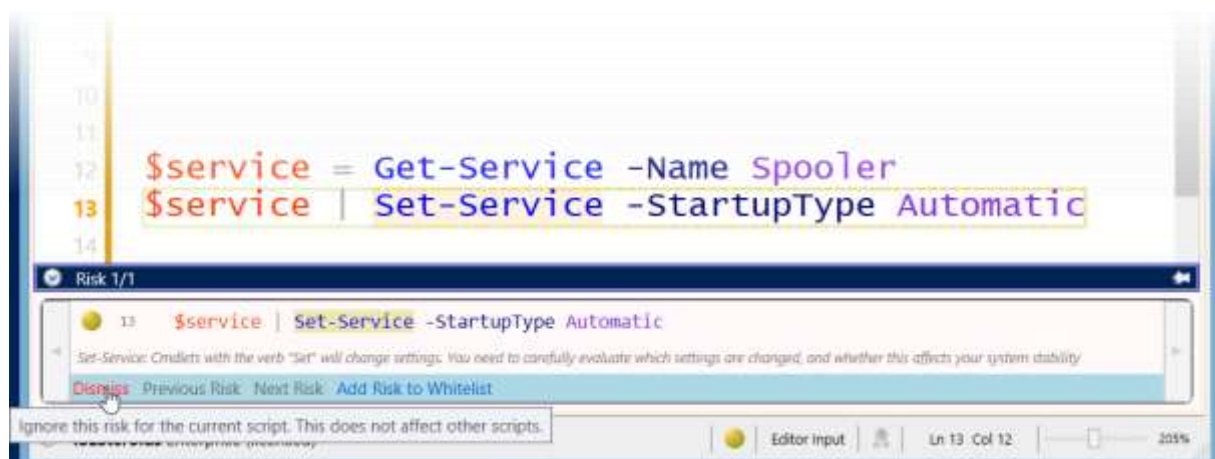 10
11
12 $service = Get-Service -Name Spooler
13 $service | Set-Service -StartupType Automatic
14
Risk 1/1
13 $service | Set-Service -StartupType Automatic
Set-Service: Cmdlets with the verb "Set" will change settings. You need to carefully evaluate which settings are changed, and whether this affects your system stability
Dismiss Previous Risk Next Risk Add Risk to Whitelist
Ignore this risk for the current script. This does not affect other scripts.
Editor Input Ln 13 Col 12 205%